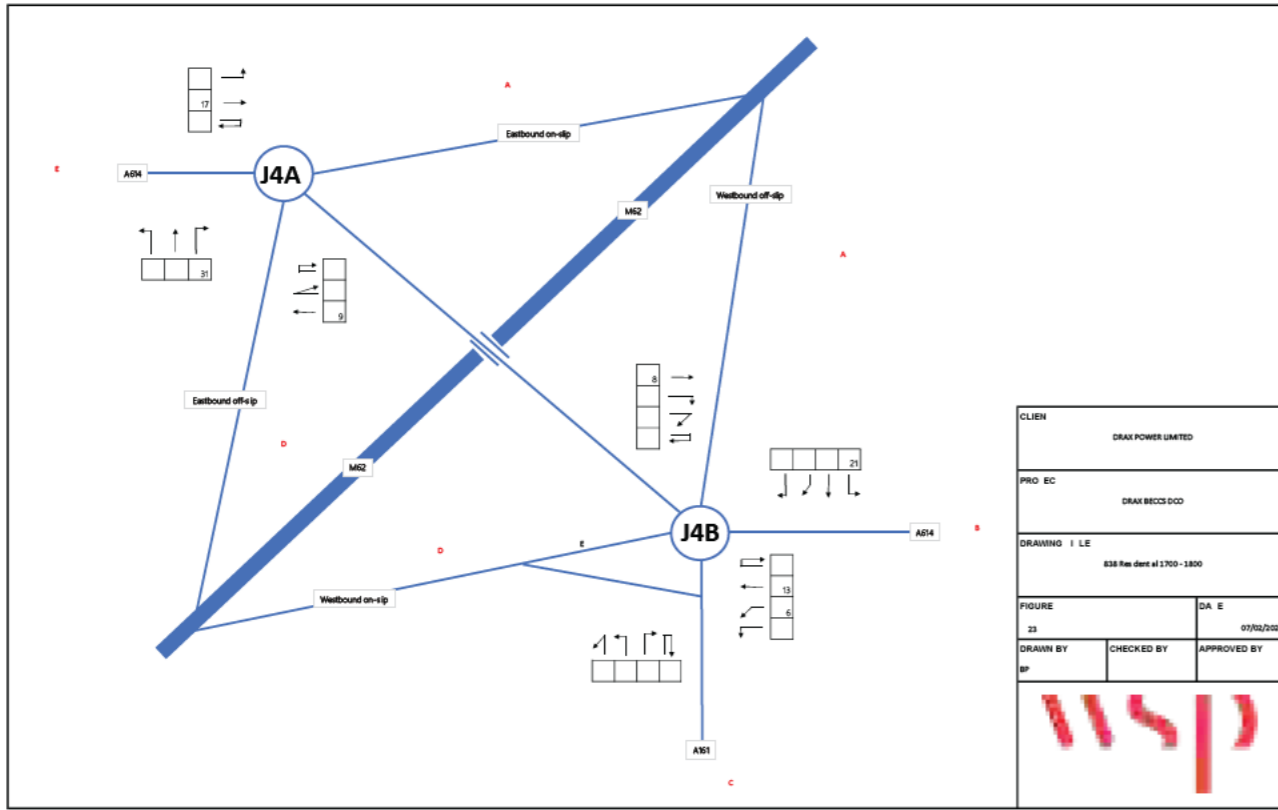 A
17
Eastbound on-slip
J4A
E
A614
Westbound off-slip
M62
A
31
9
8
Eastbound off-slip
D
M62
21
J4B
A614
B
D
E
13
6
Westbound on-slip
A161
C
CLIEN
DRAX POWER LIMITED
PRO EC
DRAX BECCS DCO
DRAWING I LE
838 Res dent al 1700 - 1800
FIGURE
DA E
23
07/02/202
DRAWN BY
CHECKED BY
APPROVED BY
BP
wsp